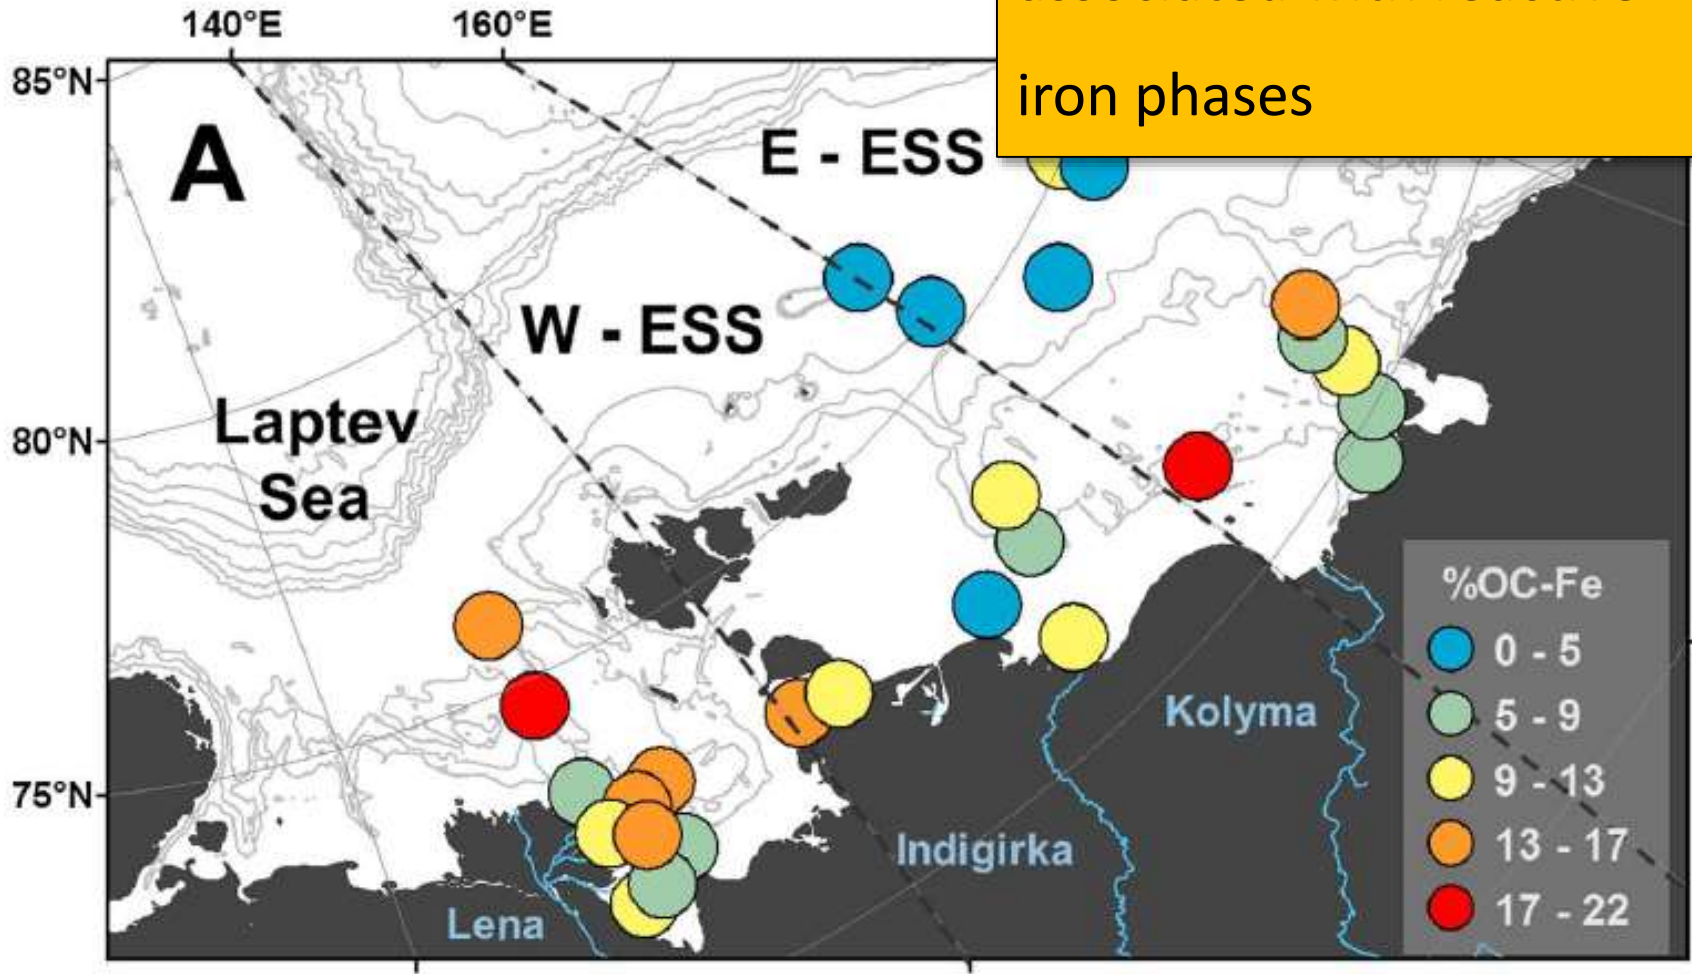 140°E 160°E
85°N
iron phases
A
E - ESS
W - ESS
Laptev
Sea
80°N
%OC-Fe
0 - 5
Kolyma
5 - 9
75°N
9 - 13
13 - 17
Indigirka
17 - 22
Lena